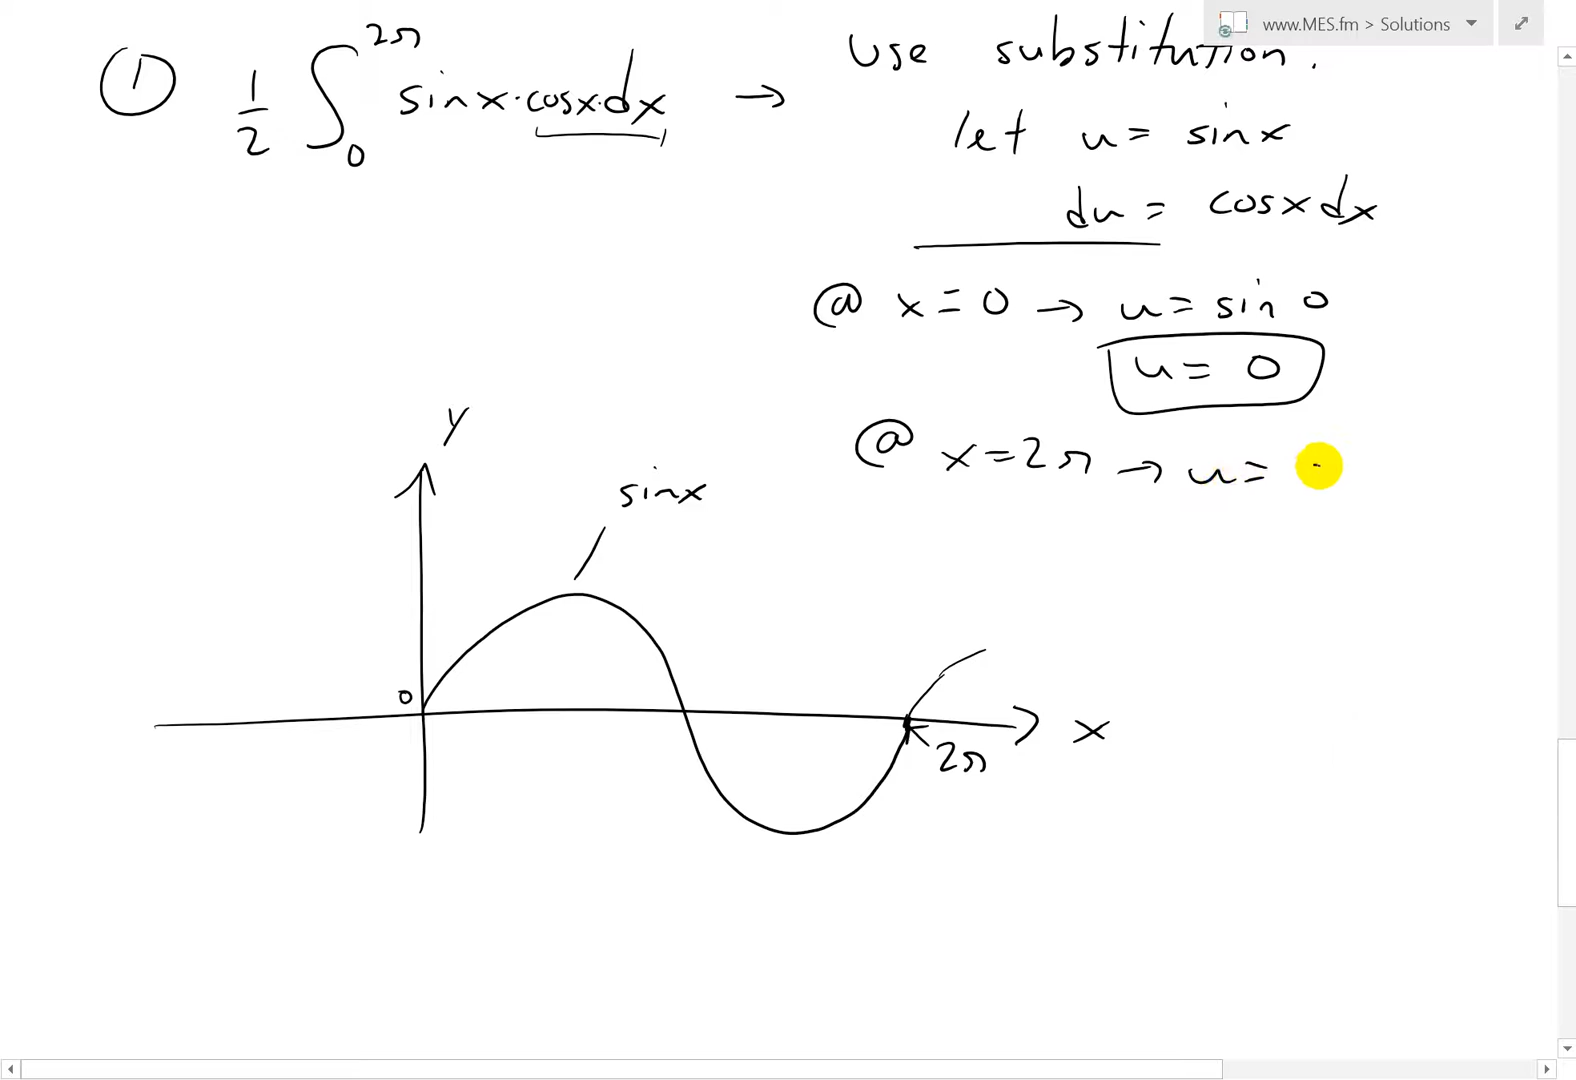 www.MES.fm > Solutions
① 1/2 ∫₀^2π sinx·cosx·dx →
use substitution.
let u = sinx
du = cosx dx
@ x=0 → u= sin 0
u= 0
@ x=2π → u=
y
sinx
0
2π
x